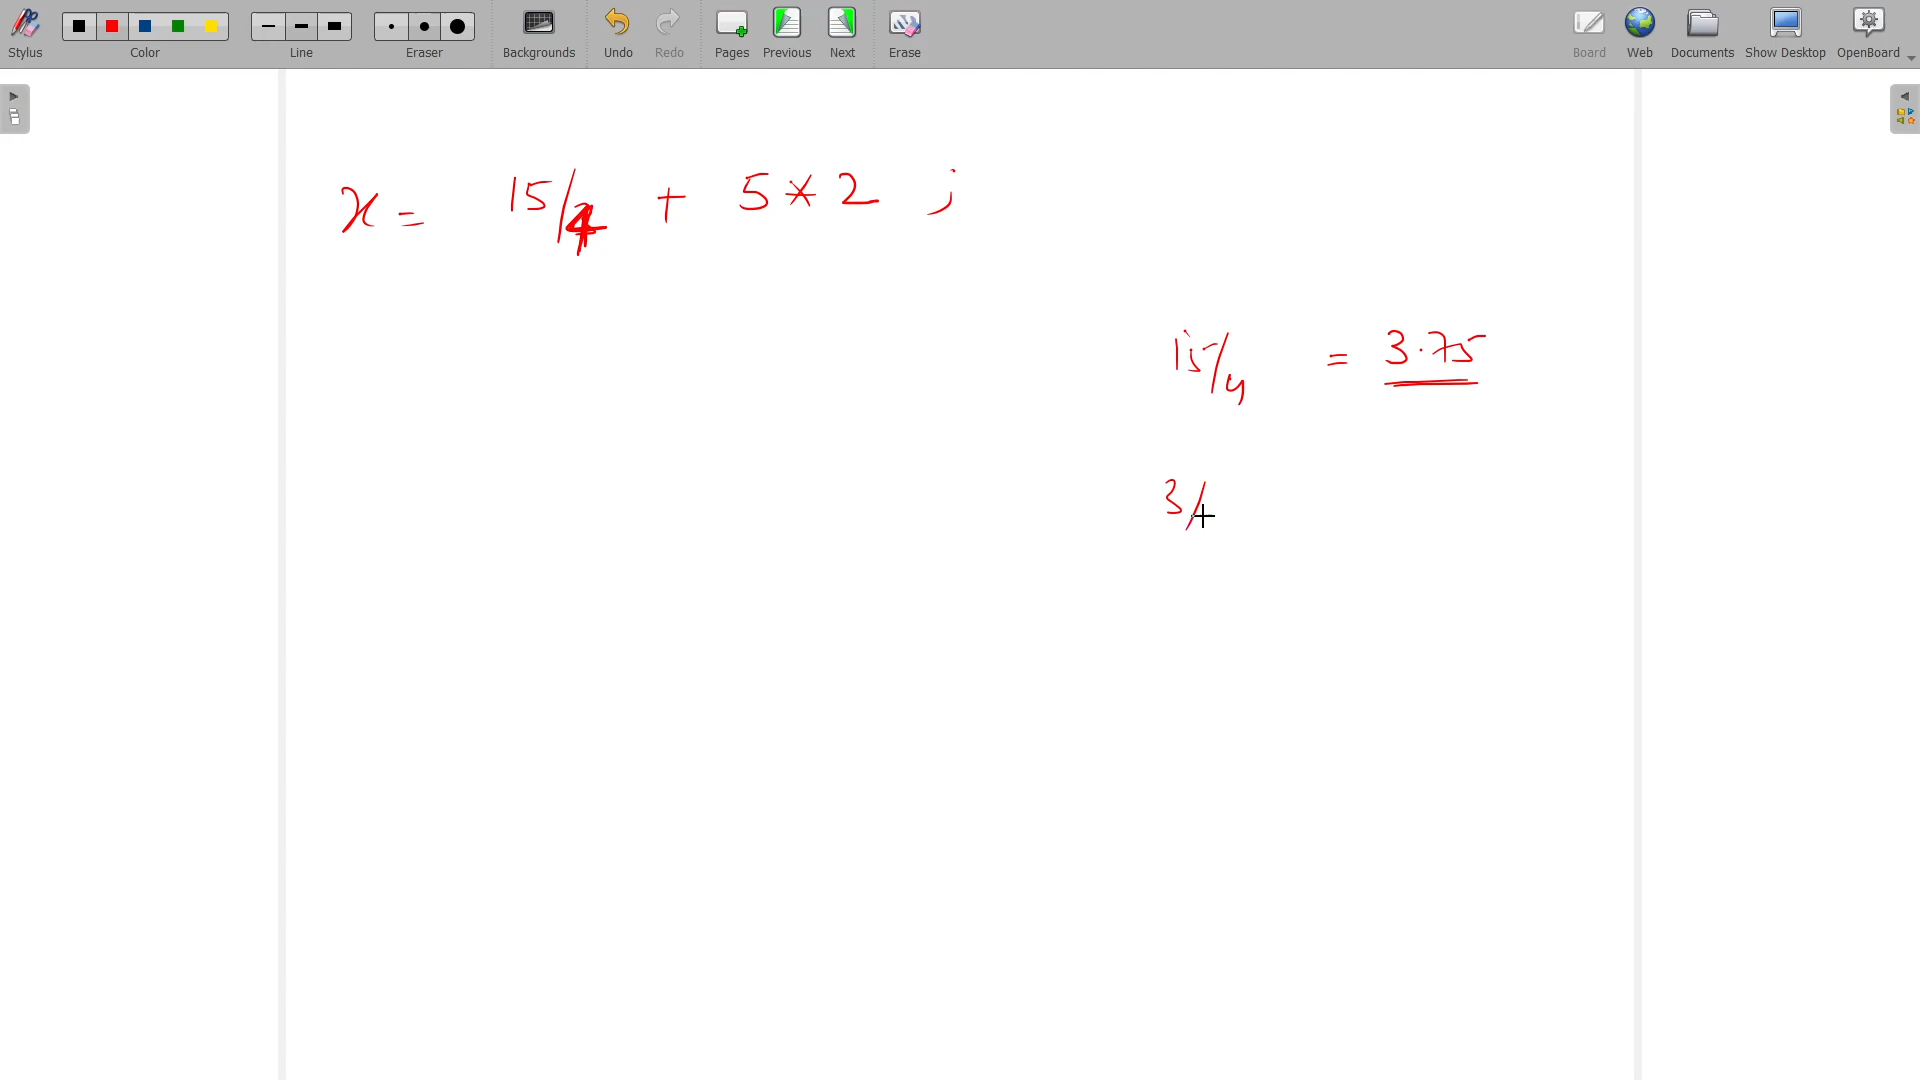 Stylus Color Line Eraser Backgrounds Undo Redo Pages Previous Next Erase Board Web Documents Show Desktop OpenBoard
x = 15/4 + 5 * 2 ;
15/4 = 3.75
3/